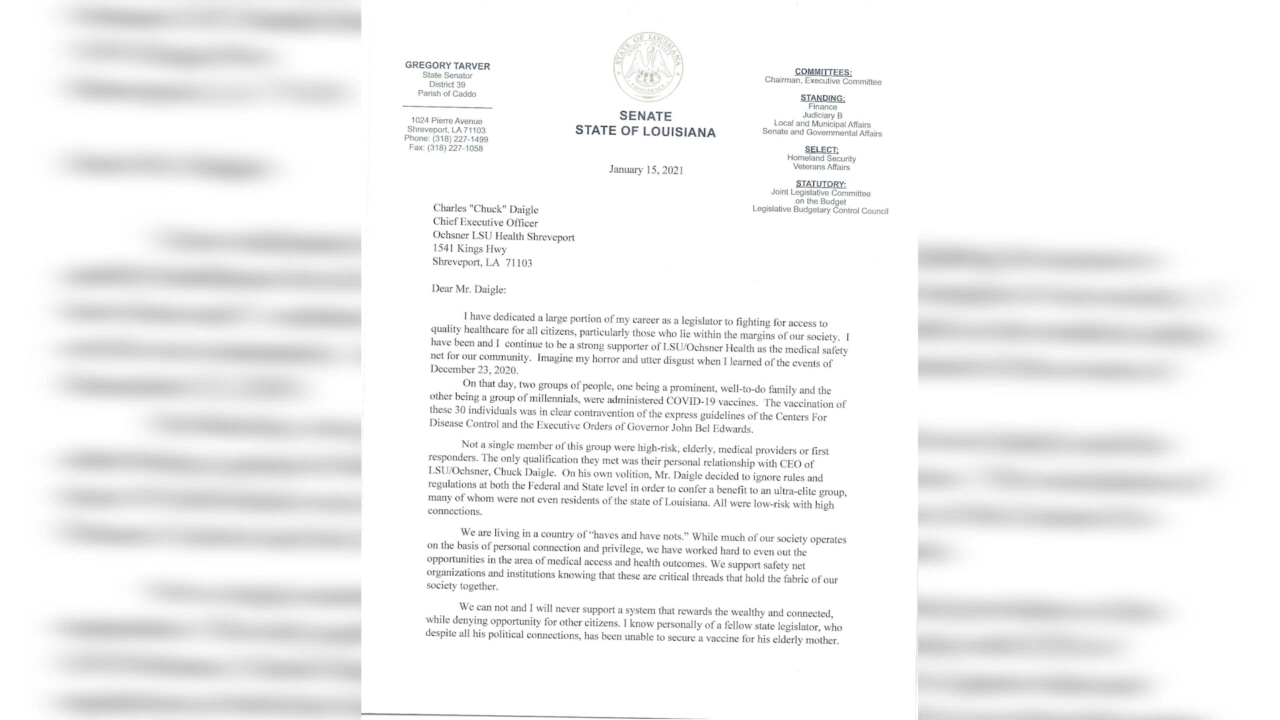 GREGORY TARVER
State Senator
District 39
Parish of Caddo
1024 Pierre Avenue
Shreveport, LA 71103
Phone: (318) 227-1499
Fax: (318) 227-1058
STATE OF LOUISIANA
SENATE
STATE OF LOUISIANA
January 15, 2021
COMMITTEES:
Chairman, Executive Committee
STANDING:
Finance
Judiciary B
Local and Municipal Affairs
Senate and Governmental Affairs
SELECT:
Homeland Security
Veterans Affairs
STATUTORY:
Joint Legislative Committee
on the Budget
Legislative Budgetary Control Council
Charles "Chuck" Daigle
Chief Executive Officer
Ochsner LSU Health Shreveport
1541 Kings Hwy
Shreveport, LA 71103
Dear Mr. Daigle:
I have dedicated a large portion of my career as a legislator to fighting for access to
quality healthcare for all citizens, particularly those who lie within the margins of our society. I
have been and I continue to be a strong supporter of LSU/Ochsner Health as the medical safety
net for our community. Imagine my horror and utter disgust when I learned of the events of
December 23, 2020.
On that day, two groups of people, one being a prominent, well-to-do family and the
other being a group of millennials, were administered COVID-19 vaccines. The vaccination of
these 30 individuals was in clear contravention of the express guidelines of the Centers For
Disease Control and the Executive Orders of Governor John Bel Edwards.
Not a single member of this group were high-risk, elderly, medical providers or first
responders. The only qualification they met was their personal relationship with CEO of
LSU/Ochsner, Chuck Daigle. On his own volition, Mr. Daigle decided to ignore rules and
regulations at both the Federal and State level in order to confer a benefit to an ultra-elite group,
many of whom were not even residents of the state of Louisiana. All were low-risk with high
connections.
We are living in a country of “haves and have nots.” While much of our society operates
on the basis of personal connection and privilege, we have worked hard to even out the
opportunities in the area of medical access and health outcomes. We support safety net
organizations and institutions knowing that these are critical threads that hold the fabric of our
society together.
We can not and I will never support a system that rewards the wealthy and connected,
while denying opportunity for other citizens. I know personally of a fellow state legislator, who
despite all his political connections, has been unable to secure a vaccine for his elderly mother.